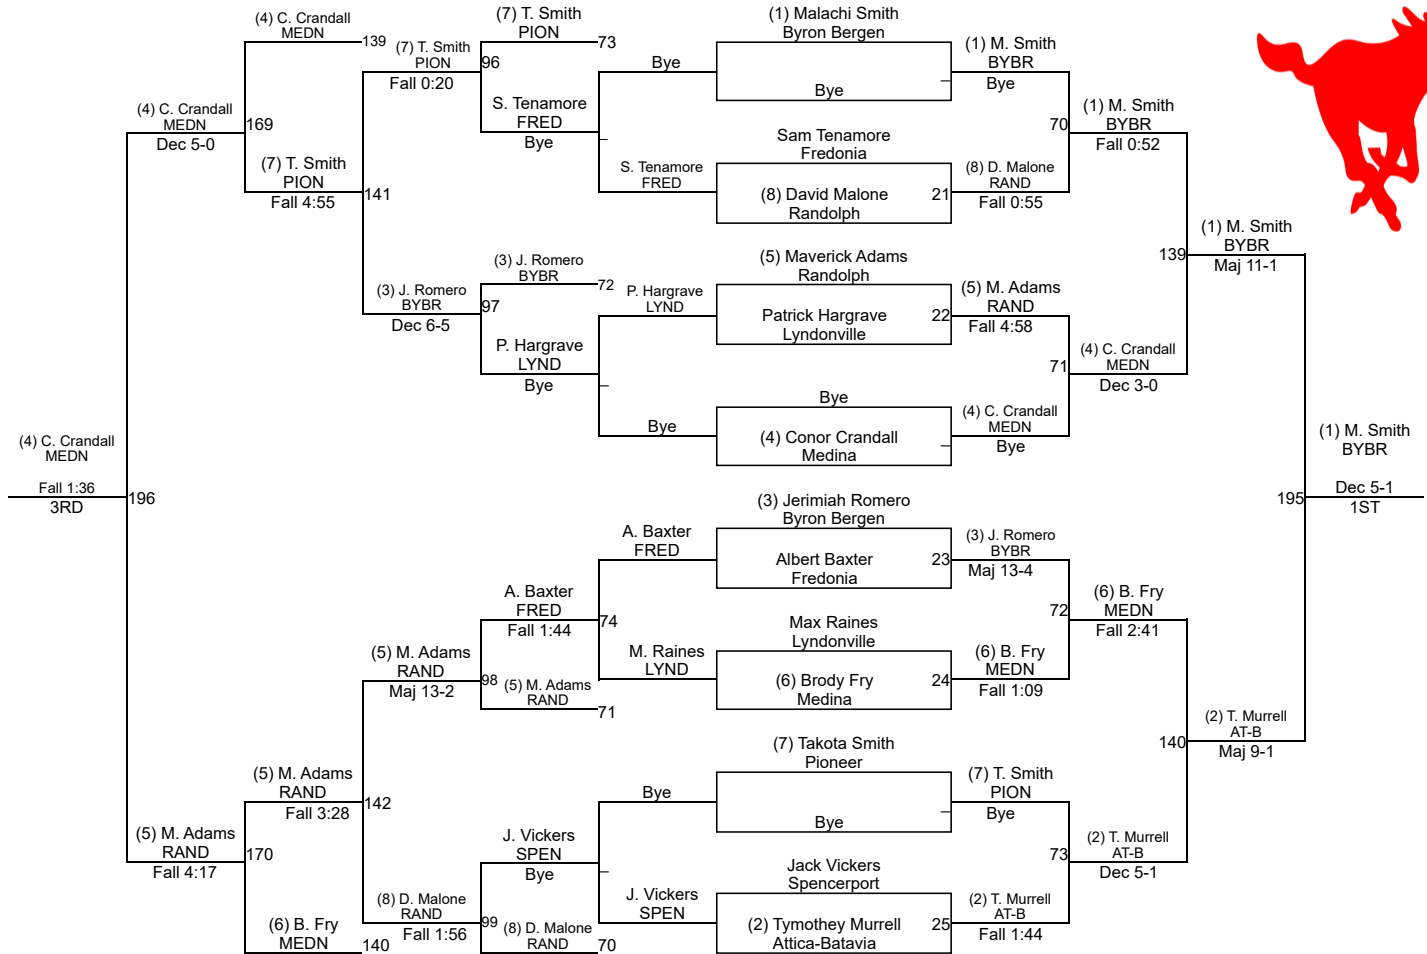 (4) C. Crandall
MEDN
139
(7) T. Smith
PION
Fall 0:20
(7) T. Smith
PION
73
96
S. Tenamore
FRED
Bye
Bye
(1) Malachi Smith
Byron Bergen
Bye
(1) M. Smith
BYBR
Bye
(4) C. Crandall
MEDN
Dec 5-0
169
(7) T. Smith
PION
Fall 4:55
141
S. Tenamore
FRED
Sam Tenamore
Fredonia
(8) David Malone
Randolph
21
(8) D. Malone
RAND
Fall 0:55
70
(1) M. Smith
BYBR
Fall 0:52
139
(1) M. Smith
BYBR
Maj 11-1
(3) J. Romero
BYBR
Dec 6-5
(3) J. Romero
BYBR
72
97
P. Hargrave
LYND
Bye
P. Hargrave
LYND
(5) Maverick Adams
Randolph
Patrick Hargrave
Lyndonville
22
(5) M. Adams
RAND
Fall 4:58
71
(4) C. Crandall
MEDN
Dec 3-0
Bye
Bye
(4) Conor Crandall
Medina
(4) C. Crandall
MEDN
Bye
(4) C. Crandall
MEDN
Fall 1:36
3RD
196
195
(1) M. Smith
BYBR
Dec 5-1
1ST
A. Baxter
FRED
(3) Jerimiah Romero
Byron Bergen
Albert Baxter
Fredonia
23
(3) J. Romero
BYBR
Maj 13-4
A. Baxter
FRED
Fall 1:44
74
M. Raines
LYND
Max Raines
Lyndonville
(6) Brody Fry
Medina
24
(6) B. Fry
MEDN
Fall 1:09
72
(6) B. Fry
MEDN
Fall 2:41
(5) M. Adams
RAND
Maj 13-2
98
(5) M. Adams
RAND
71
140
(2) T. Murrell
AT-B
Maj 9-1
(5) M. Adams
RAND
Fall 3:28
142
Bye
(7) Takota Smith
Pioneer
Bye
(7) T. Smith
PION
Bye
(5) M. Adams
RAND
Fall 4:17
170
J. Vickers
SPEN
Bye
73
(2) T. Murrell
AT-B
Dec 5-1
(8) D. Malone
RAND
Fall 1:56
99
(8) D. Malone
RAND
70
J. Vickers
SPEN
Jack Vickers
Spencerport
(2) Tymothey Murrell
Attica-Batavia
25
(2) T. Murrell
AT-B
Fall 1:44
(6) B. Fry
MEDN
140